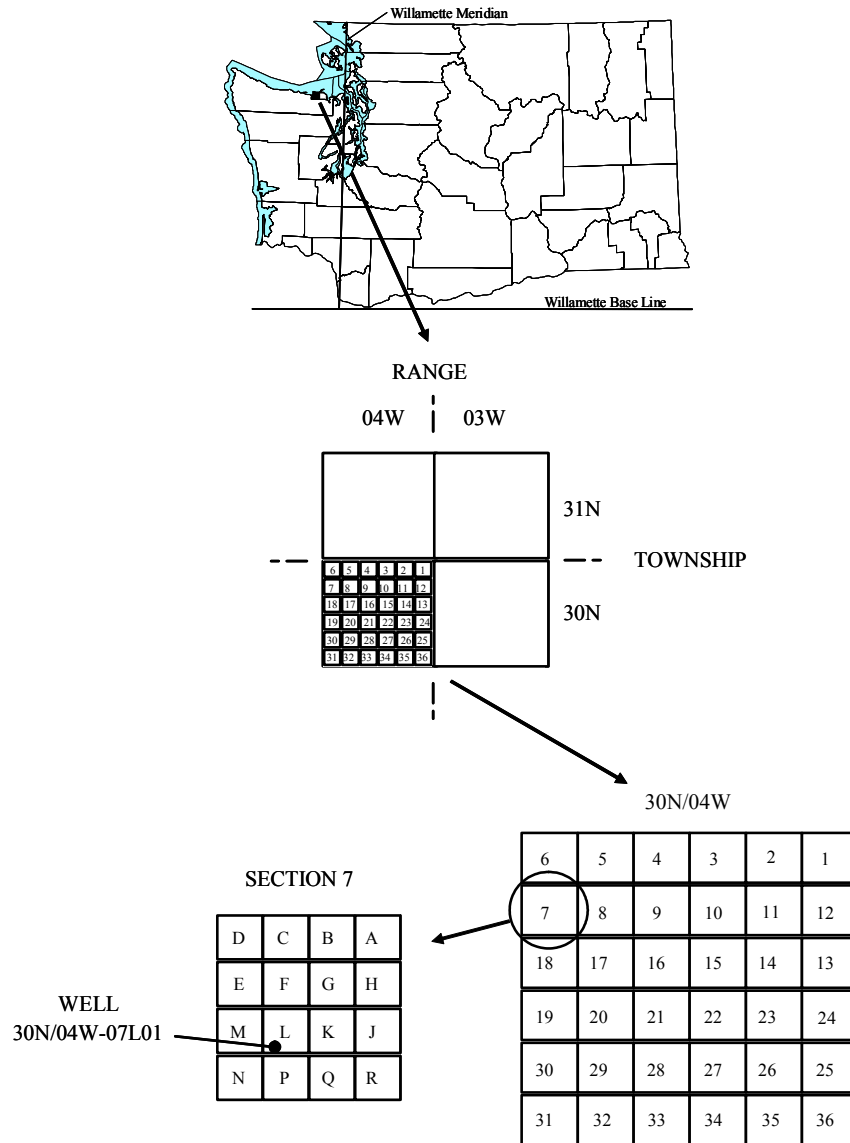 Willamette Meridian
Willamette Base Line
RANGE
04W 03W
31N
TOWNSHIP
6 5 4 3 2 1
7 8 9 10 11 12
18 17 16 15 14 13
19 20 21 22 23 24
30 29 28 27 26 25
31 32 33 34 35 36
30N
30N/04W
6 5 4 3 2 1
7 8 9 10 11 12
18 17 16 15 14 13
19 20 21 22 23 24
30 29 28 27 26 25
31 32 33 34 35 36
SECTION 7
D C B A
E F G H
M L K J
N P Q R
WELL
30N/04W-07L01